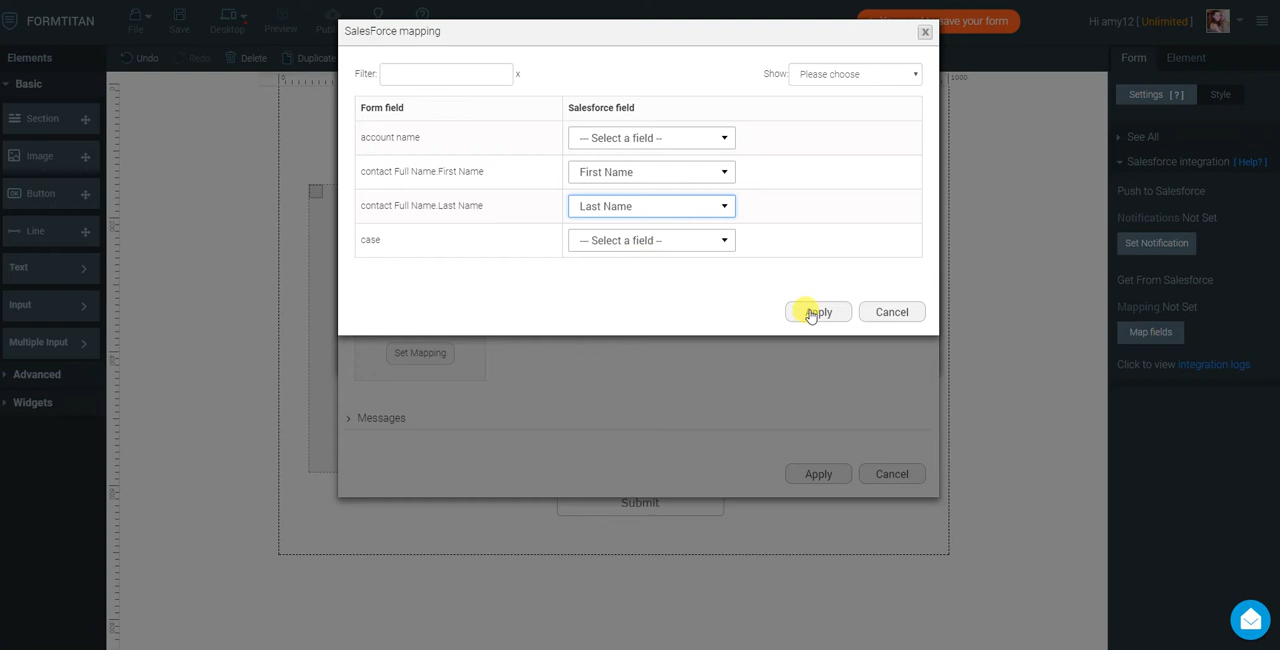 FORMTITAN
File
Save
Desktop
Preview
save your form
Hi amy12 [ Unlimited ]
Elements
Undo
Redo
Delete
Duplicate
Form
Element
Basic
Settings [ ? ]
Style
Section
Image
Button
Line
Text
Input
Multiple Input
Advanced
Widgets
0
1000
SalesForce mapping
X
Filter:
x
Show:
Please choose
Form field
Salesforce field
account name
--- Select a field --
contact Full Name.First Name
First Name
contact Full Name.Last Name
Last Name
case
--- Select a field --
Apply
Cancel
Set Mapping
Messages
Apply
Cancel
Submit
See All
Salesforce integration [ Help? ]
Push to Salesforce
Notifications Not Set
Set Notification
Get From Salesforce
Mapping Not Set
Map fields
Click to view integration logs